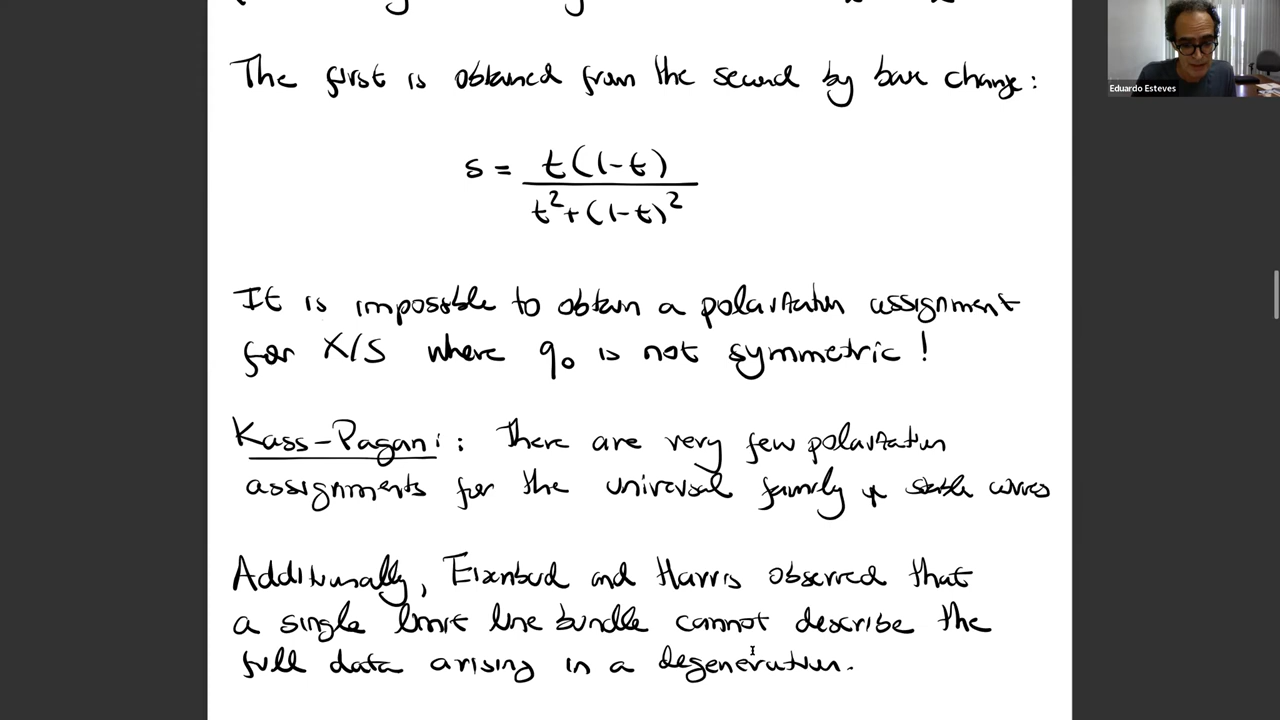 The first is obtained from the second by base change:
s = t(1-t) / t²+(1-t)²
It is impossible to obtain a polarization assignment
for X/S where q₀ is not symmetric!
Kass-Pagani: There are very few polarization
assignments for the universal family of stable curves
Additionally, Eisenbud and Harris observed that
a single limit line bundle cannot describe the
full data arising in a degeneration.
Eduardo Esteves